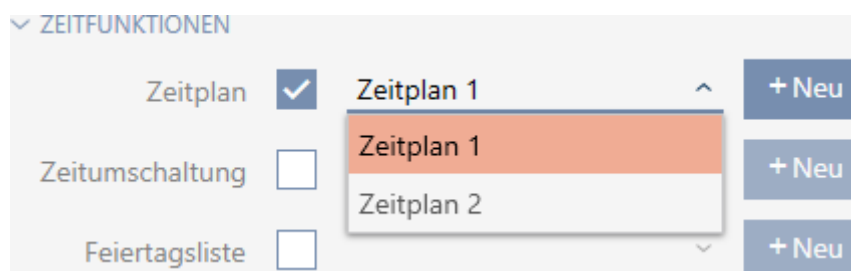 ZEITFUNKTIONEN
Zeitplan Zeitplan 1 + Neu
Zeitplan 1
Zeitumschaltung + Neu
Zeitplan 2
Feiertagsliste + Neu